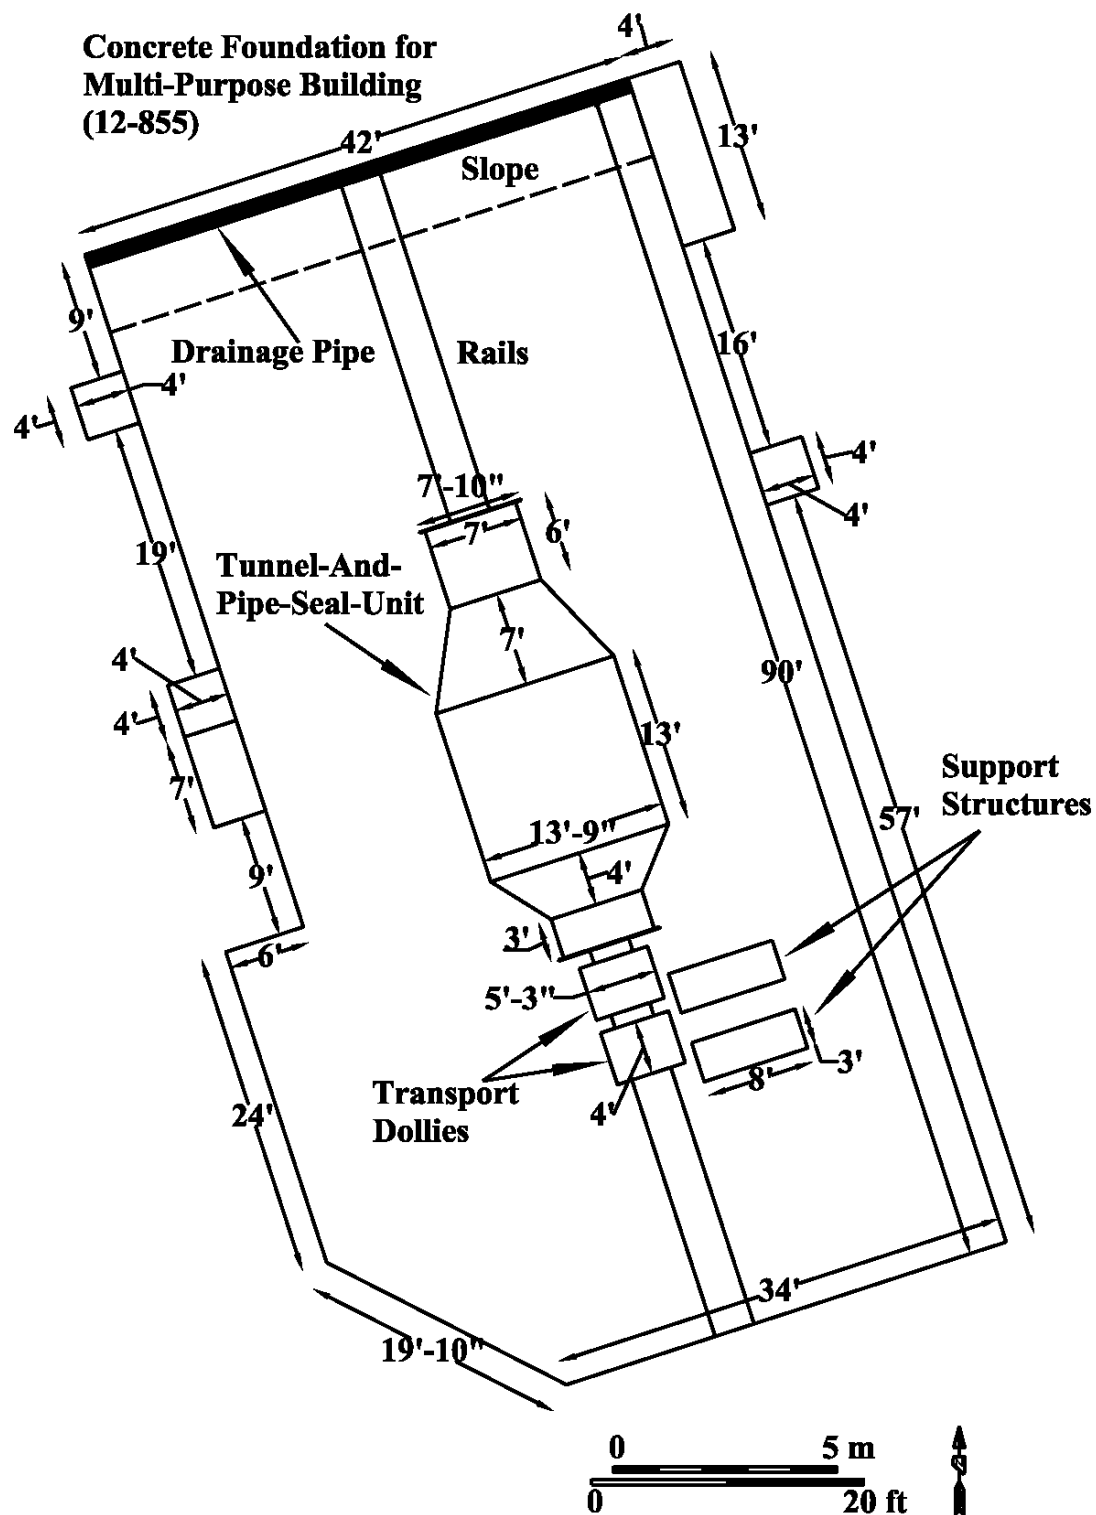 Concrete Foundation for
Multi-Purpose Building
(12-855)
4'
42'
13'
Slope
9'
Drainage Pipe
Rails
16'
4'
4'
7'-10"
4'
4'
7'
6'
19'
Tunnel-And-
Pipe-Seal-Unit
7'
4'
90'
4'
13'
7'
Support
Structures
57'
13'-9"
4'
9'
3'
6'
5'-3"
3'
8'
Transport
Dollies
4'
24'
34'
19'-10"
0 5 m
0 20 ft